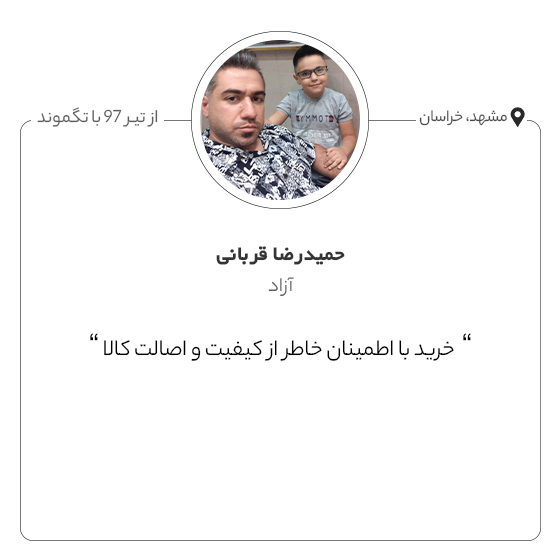 مشهد، خراسان
از تیر 97 با تگموند
حمیدرضا قربانی
آزاد
“ خرید با اطمینان خاطر از کیفیت و اصالت کالا “